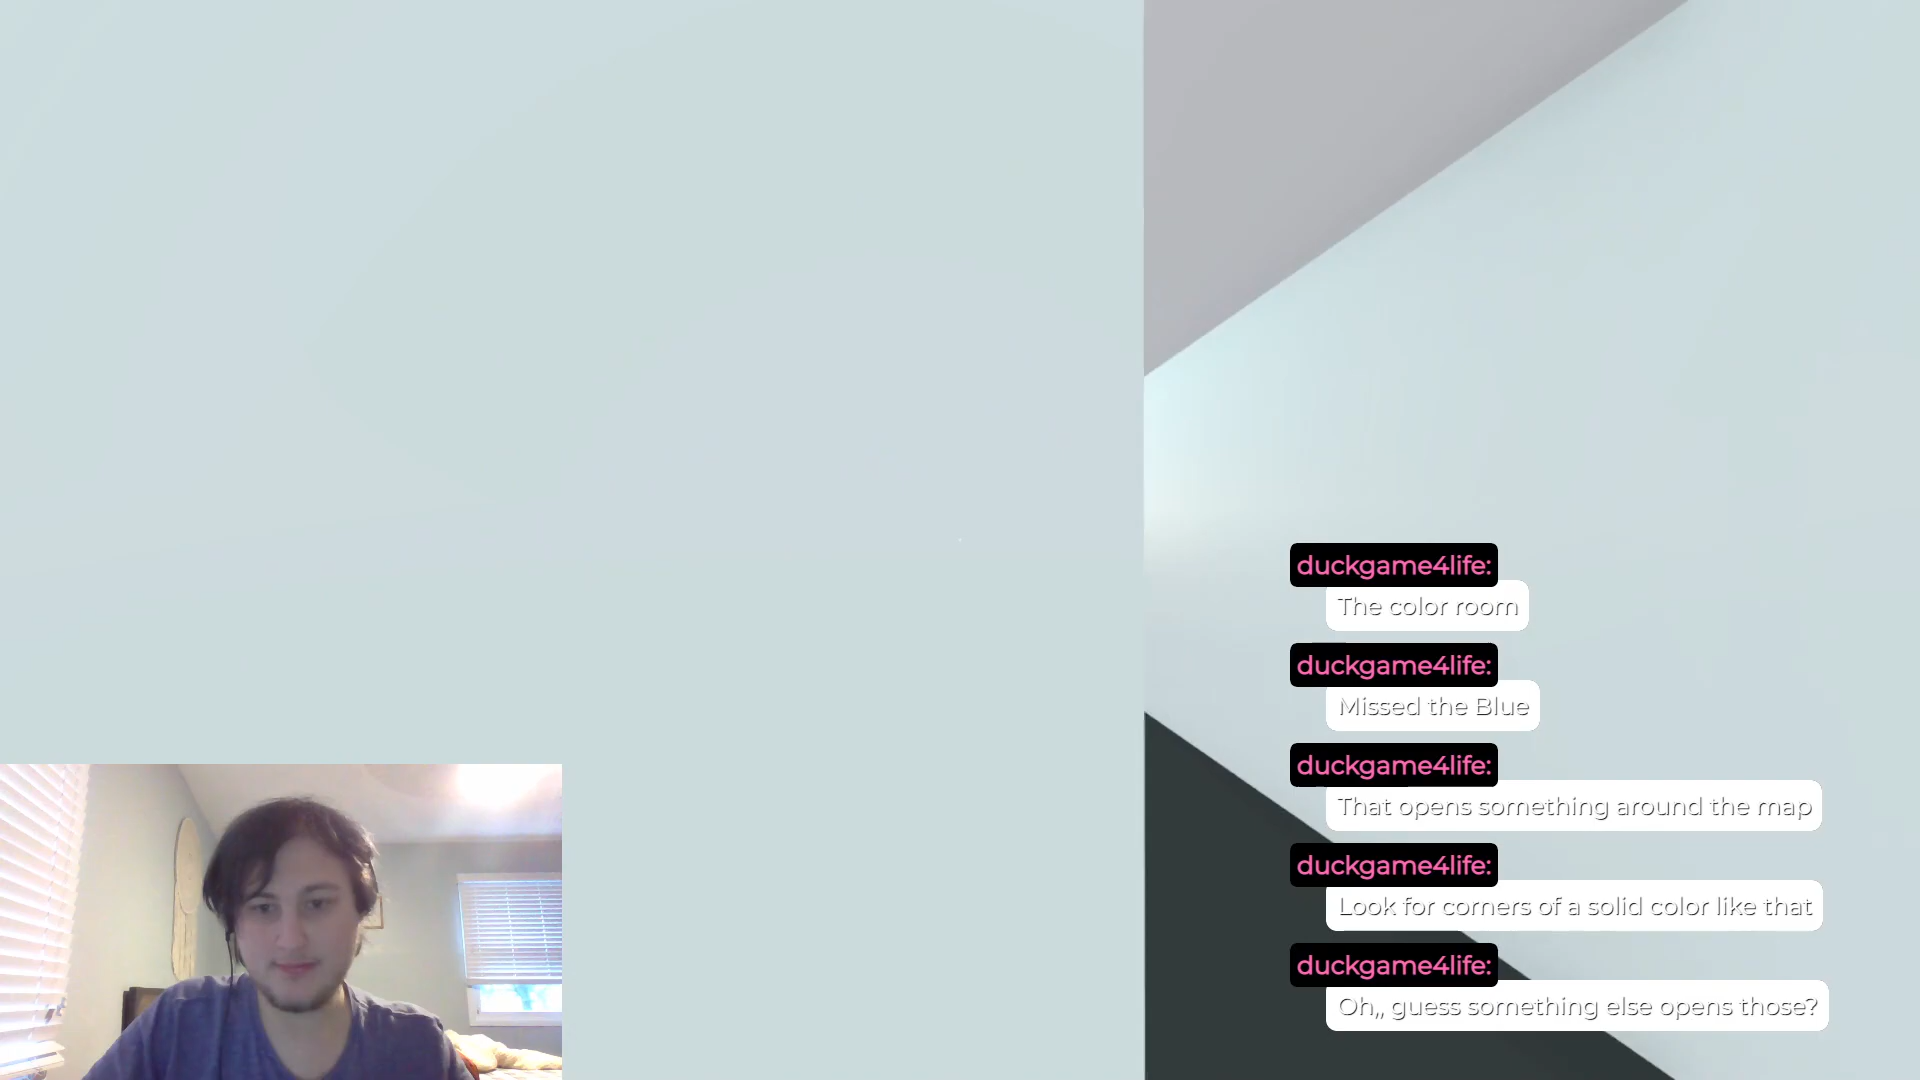 duckgame4life:
The color room
duckgame4life:
Missed the Blue
duckgame4life:
That opens something around the map
duckgame4life:
Look for corners of a solid color like that
duckgame4life:
Oh,, guess something else opens those?